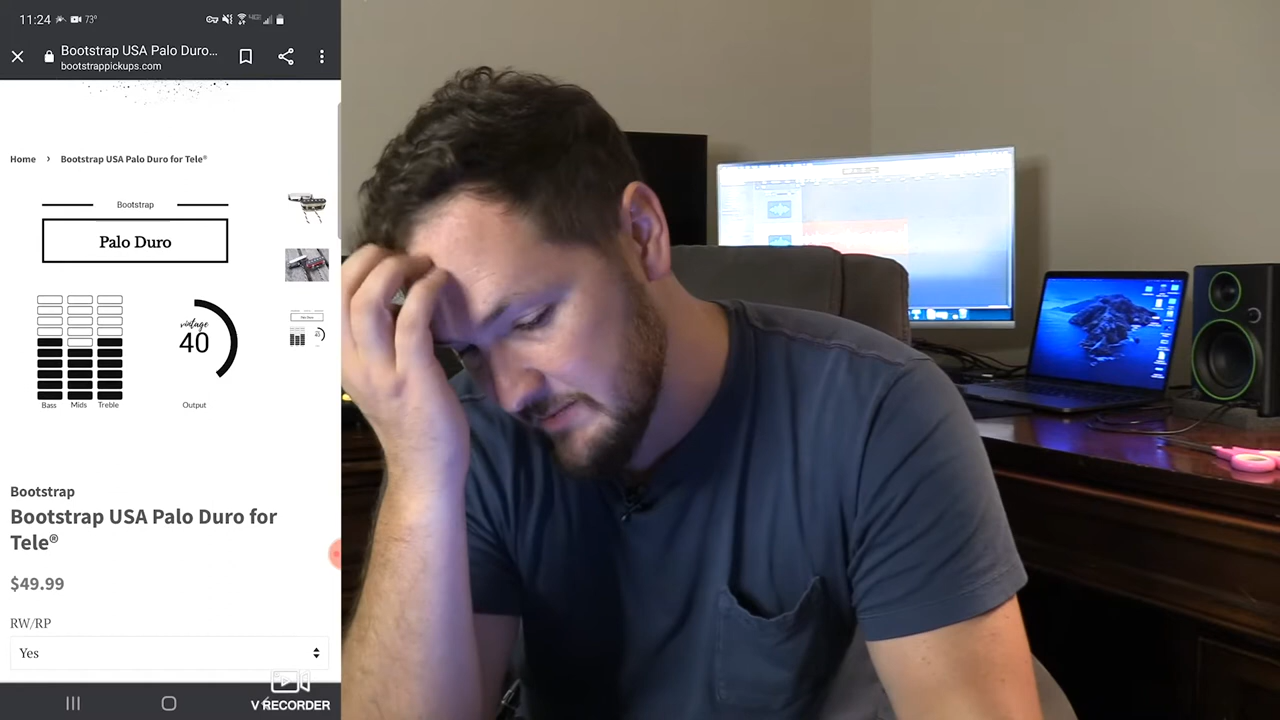 11:24
73°
Bootstrap USA Palo Duro...
bootstrappickups.com
Home › Bootstrap USA Palo Duro for Tele®
Bootstrap
Palo Duro
vintage
40
Bass Mids Treble
Output
Bootstrap
Bootstrap USA Palo Duro for
Tele®
$49.99
RW/RP
Yes
V RECORDER